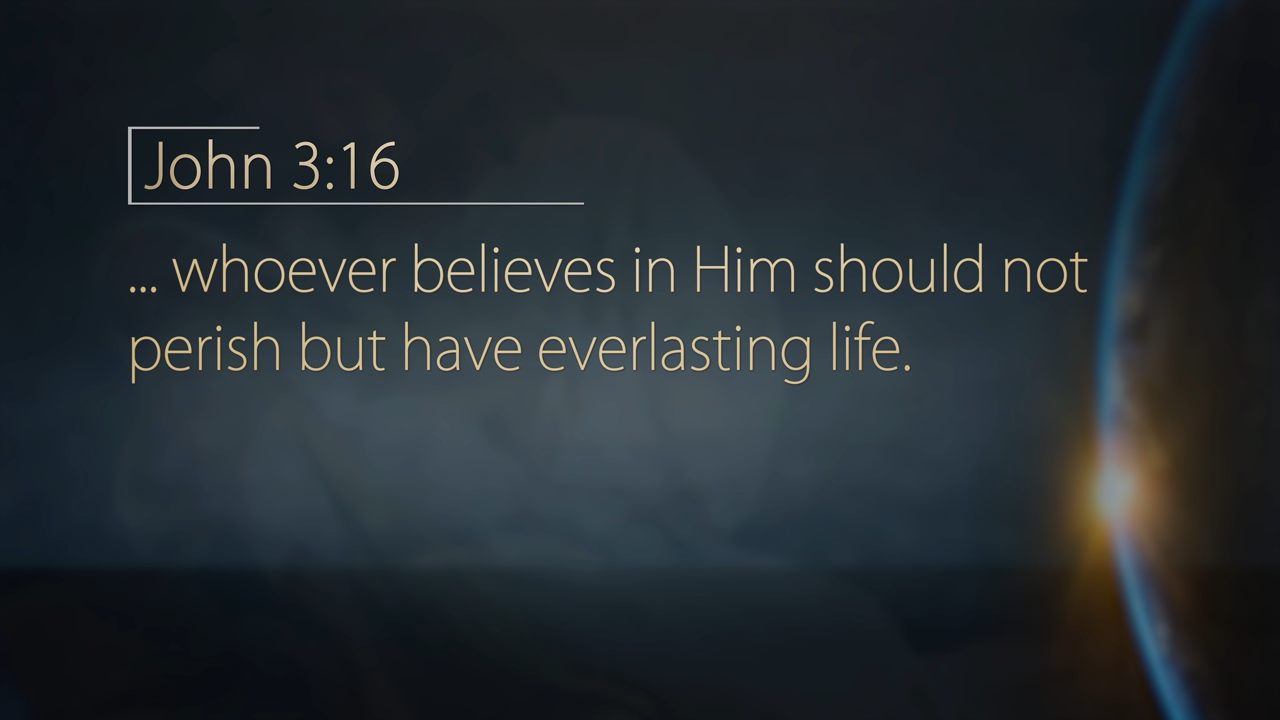 John 3:16
... whoever believes in Him should not
perish but have everlasting life.